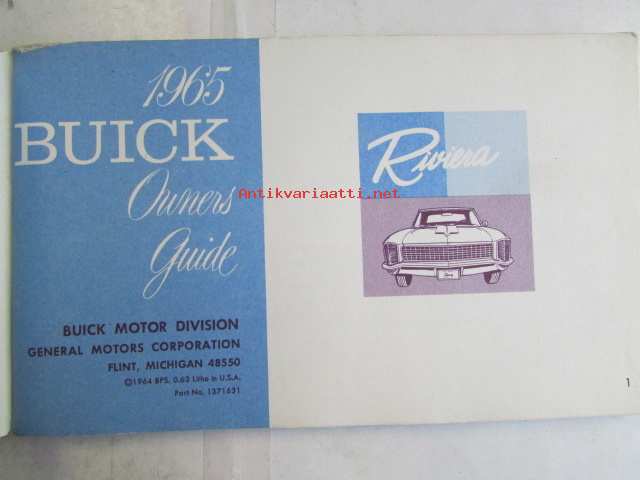 1965
BUICK
Owners
Guide
BUICK MOTOR DIVISION
GENERAL MOTORS CORPORATION
FLINT, MICHIGAN 48550
©1964 BPS, 0.63 Litho in U.S.A.
Part No. 1371631
Riviera
1
Antikvariaatti.net